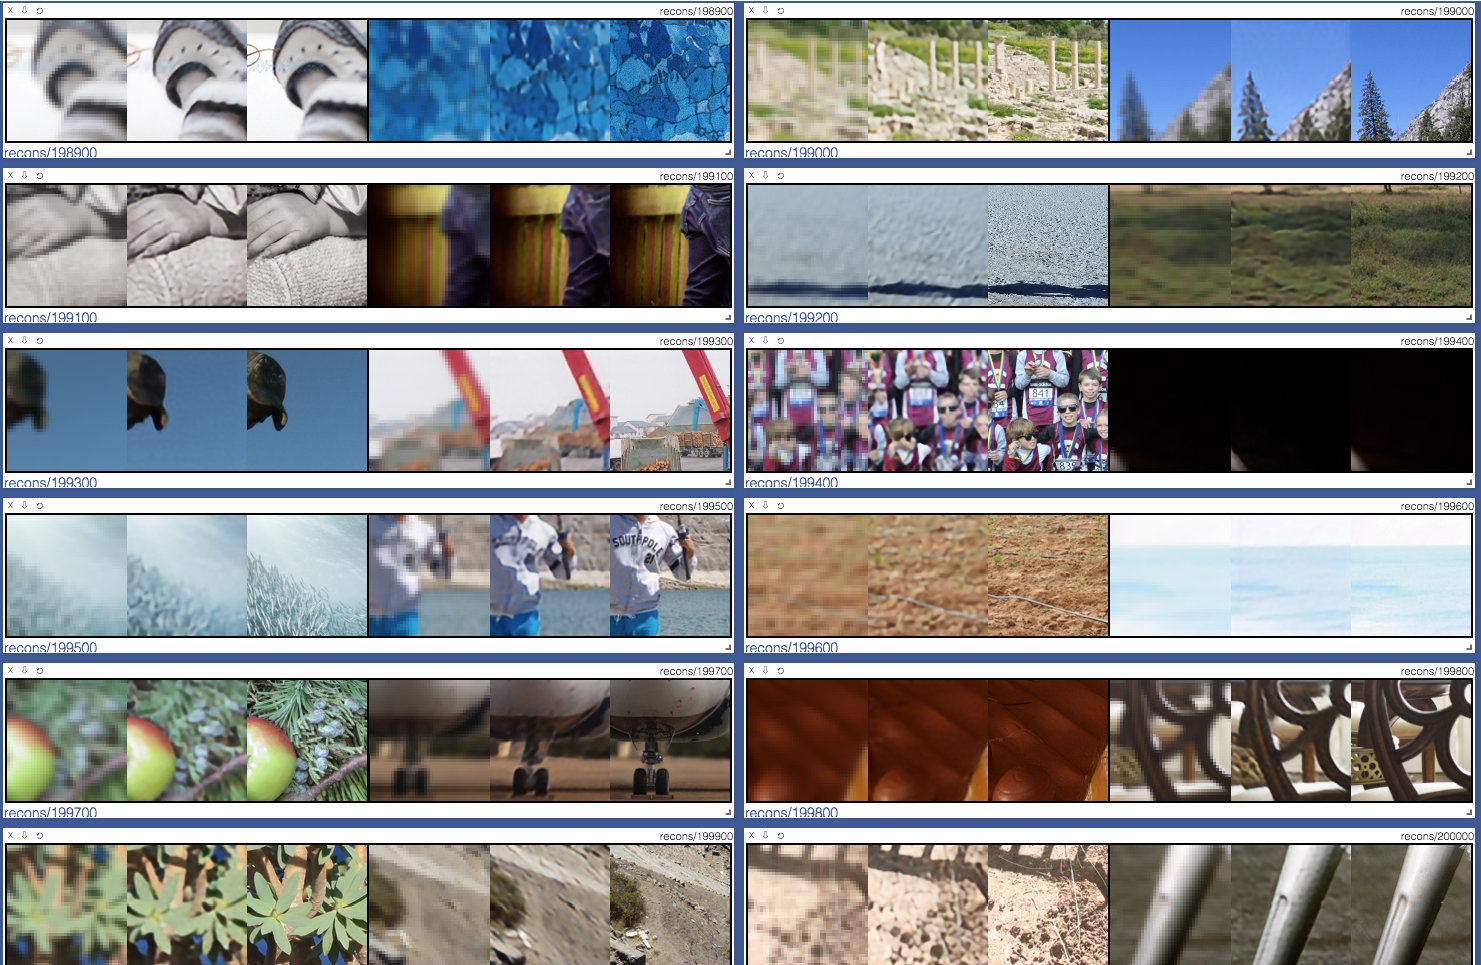 X ⇩ recons/198900
recons/198900
X ⇩ recons/199000
recons/199000
X ⇩ recons/199100
recons/199100
X ⇩ recons/199200
recons/199200
X ⇩ recons/199300
recons/199300
X ⇩ recons/199400
841
recons/199400
X ⇩ recons/199500
SOUTHPOLE
21
recons/199500
X ⇩ recons/199600
recons/199600
X ⇩ recons/199700
recons/199700
X ⇩ recons/199800
recons/199800
X ⇩ recons/199900
X ⇩ recons/200000